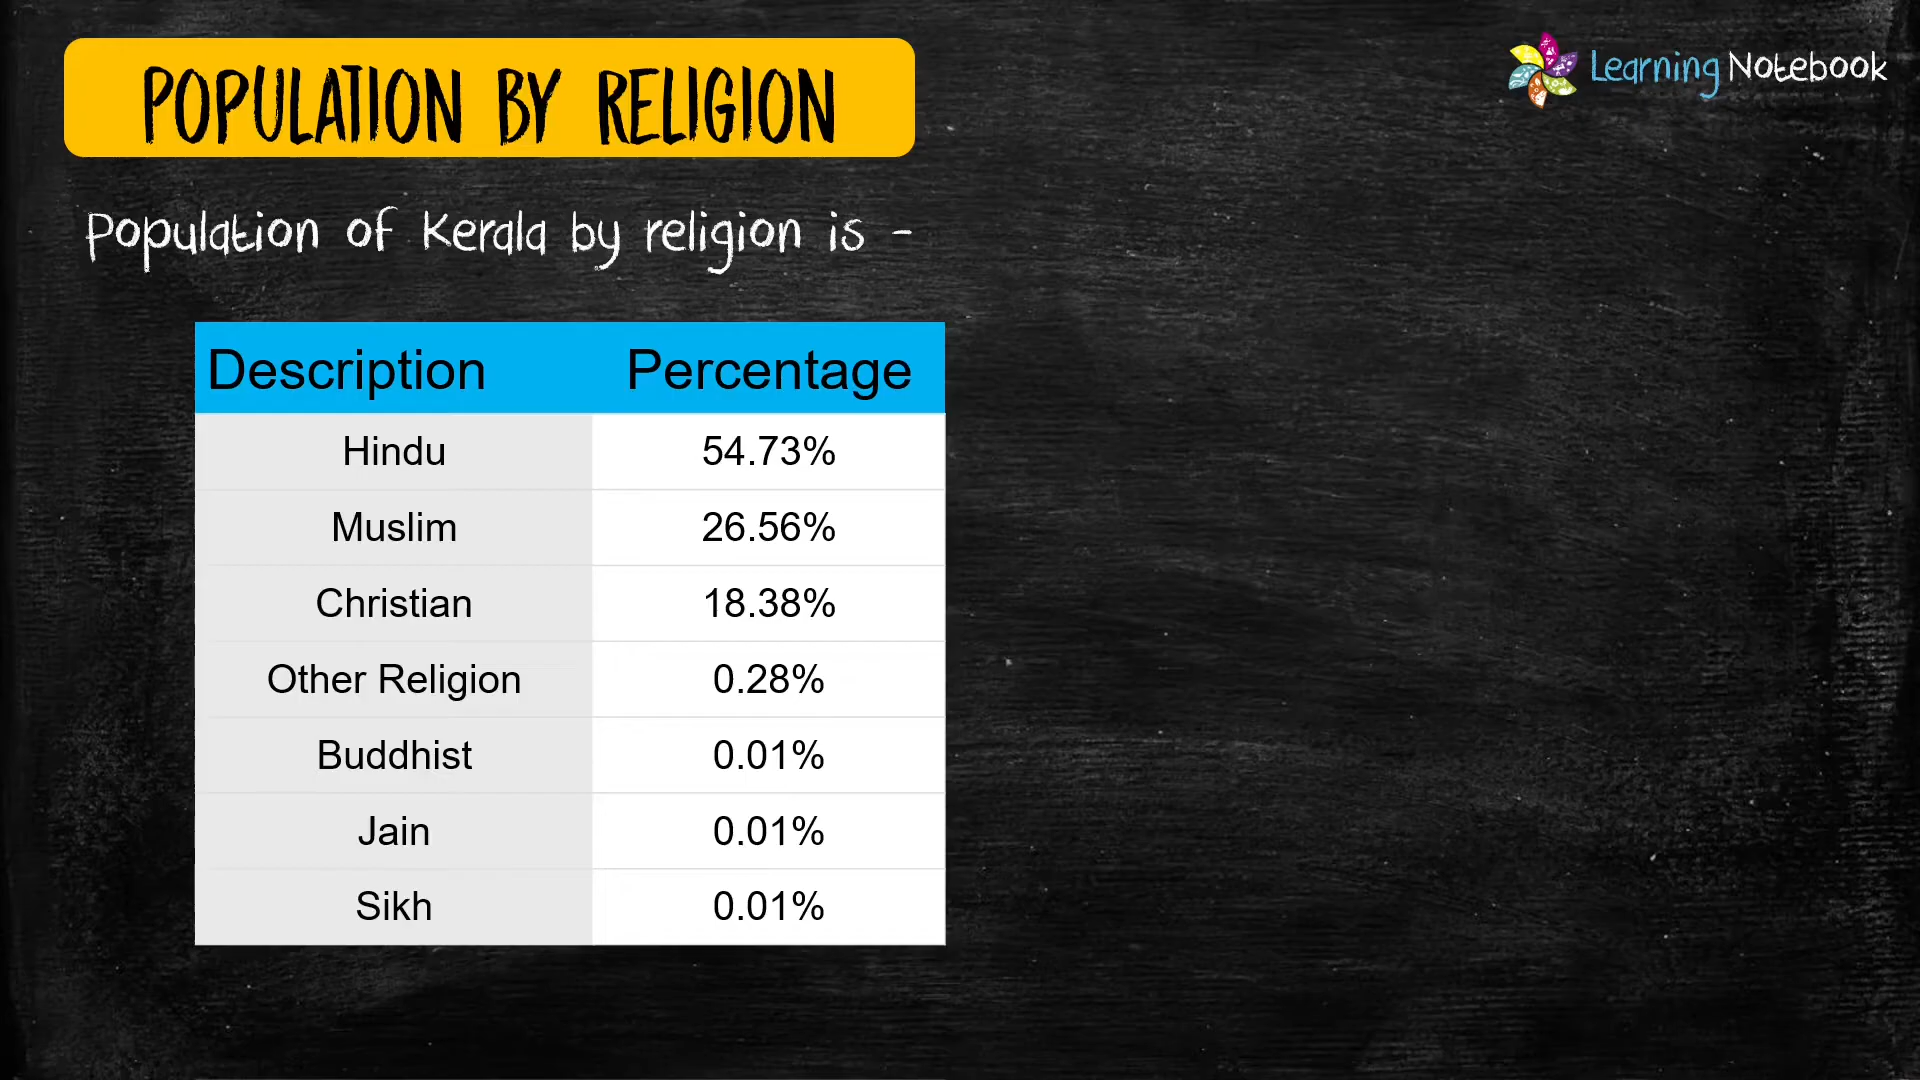 POPULATION BY RELIGION
Learning Notebook
Population of Kerala by religion is -
Description Percentage
Hindu 54.73%
Muslim 26.56%
Christian 18.38%
Other Religion 0.28%
Buddhist 0.01%
Jain 0.01%
Sikh 0.01%